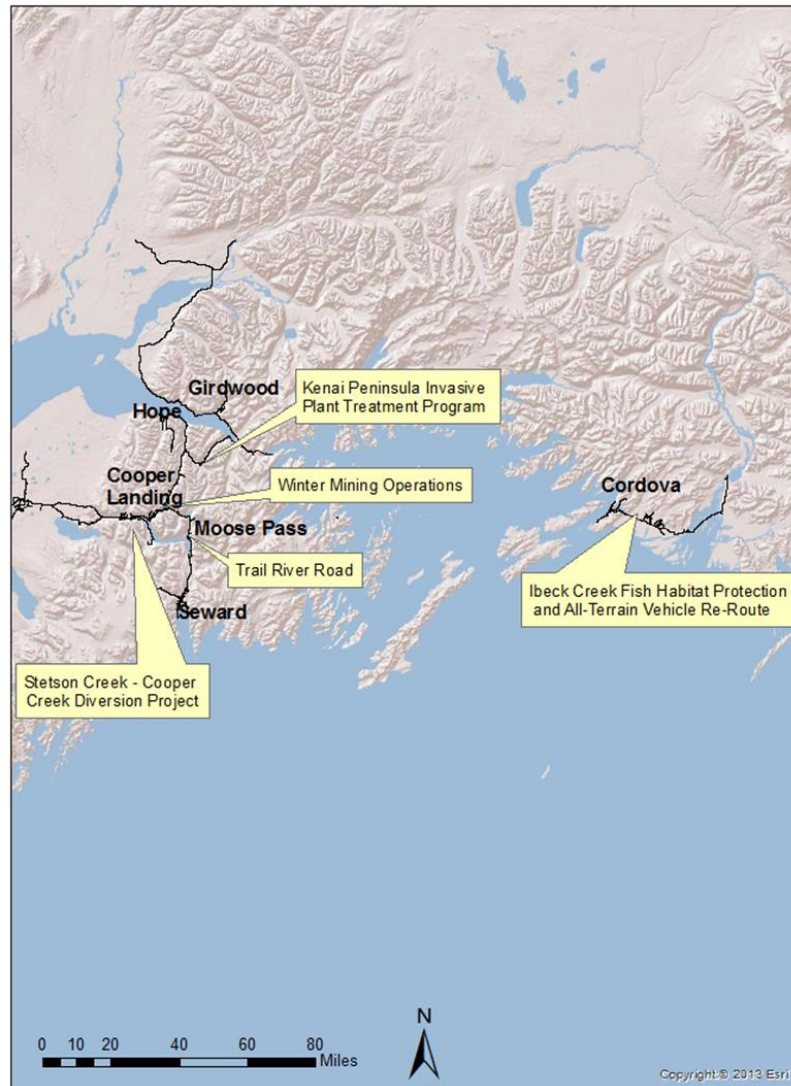 Girdwood
Kenai Peninsula Invasive
Plant Treatment Program
Hope
Cooper
Landing
Winter Mining Operations
Cordova
Moose Pass
Trail River Road
Ibeck Creek Fish Habitat Protection
and All-Terrain Vehicle Re-Route
Seward
Stetson Creek - Cooper
Creek Diversion Project
N
0 10 20 40 60 80
Miles
Copyright:© 2013 Esri